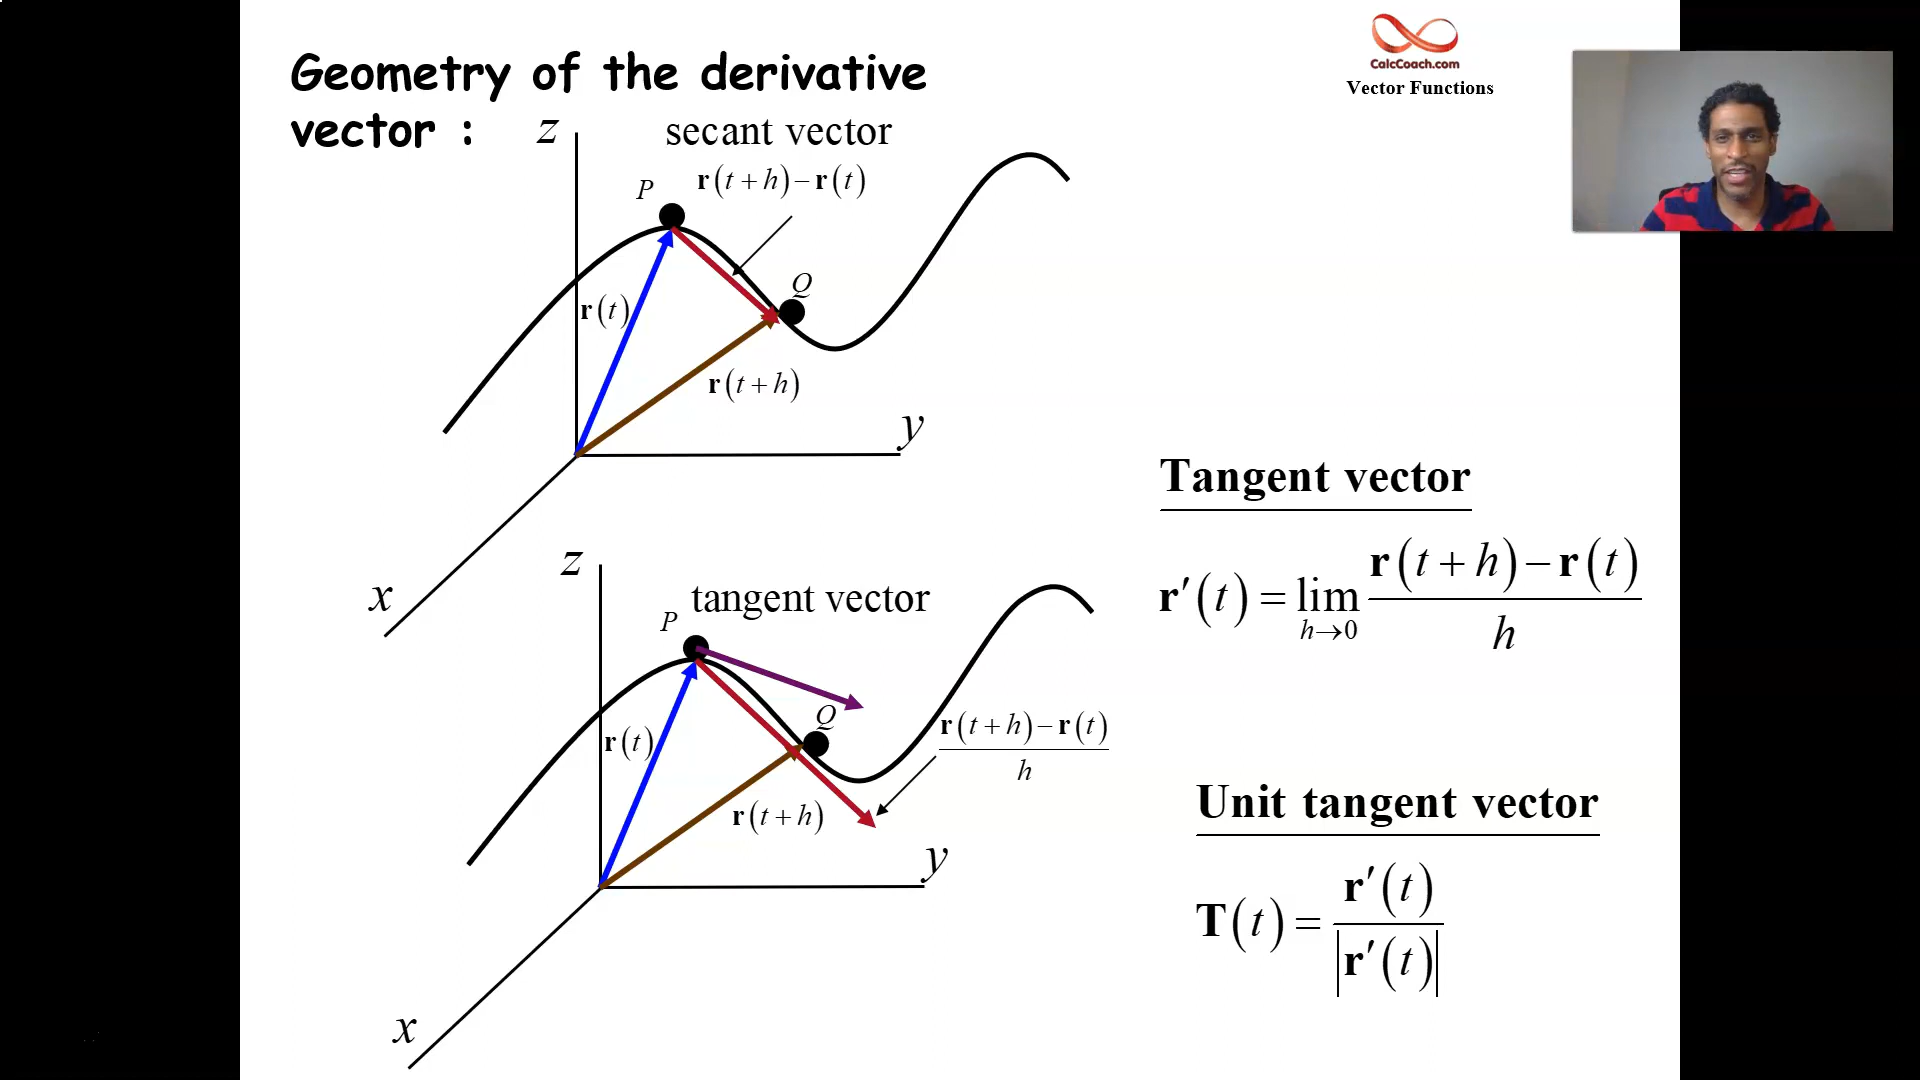 Geometry of the derivative
vector :
CalcCoach.com
Vector Functions
z
secant vector
r(t+h)−r(t)
P
Q
r(t)
r(t+h)
y
x
z
tangent vector
P
Q
r(t)
r(t+h)−r(t)
h
r(t+h)
y
x
Tangent vector
r′(t) = lim h→0 r(t+h)−r(t)
h
Unit tangent vector
T(t) = r′(t)
|r′(t)|